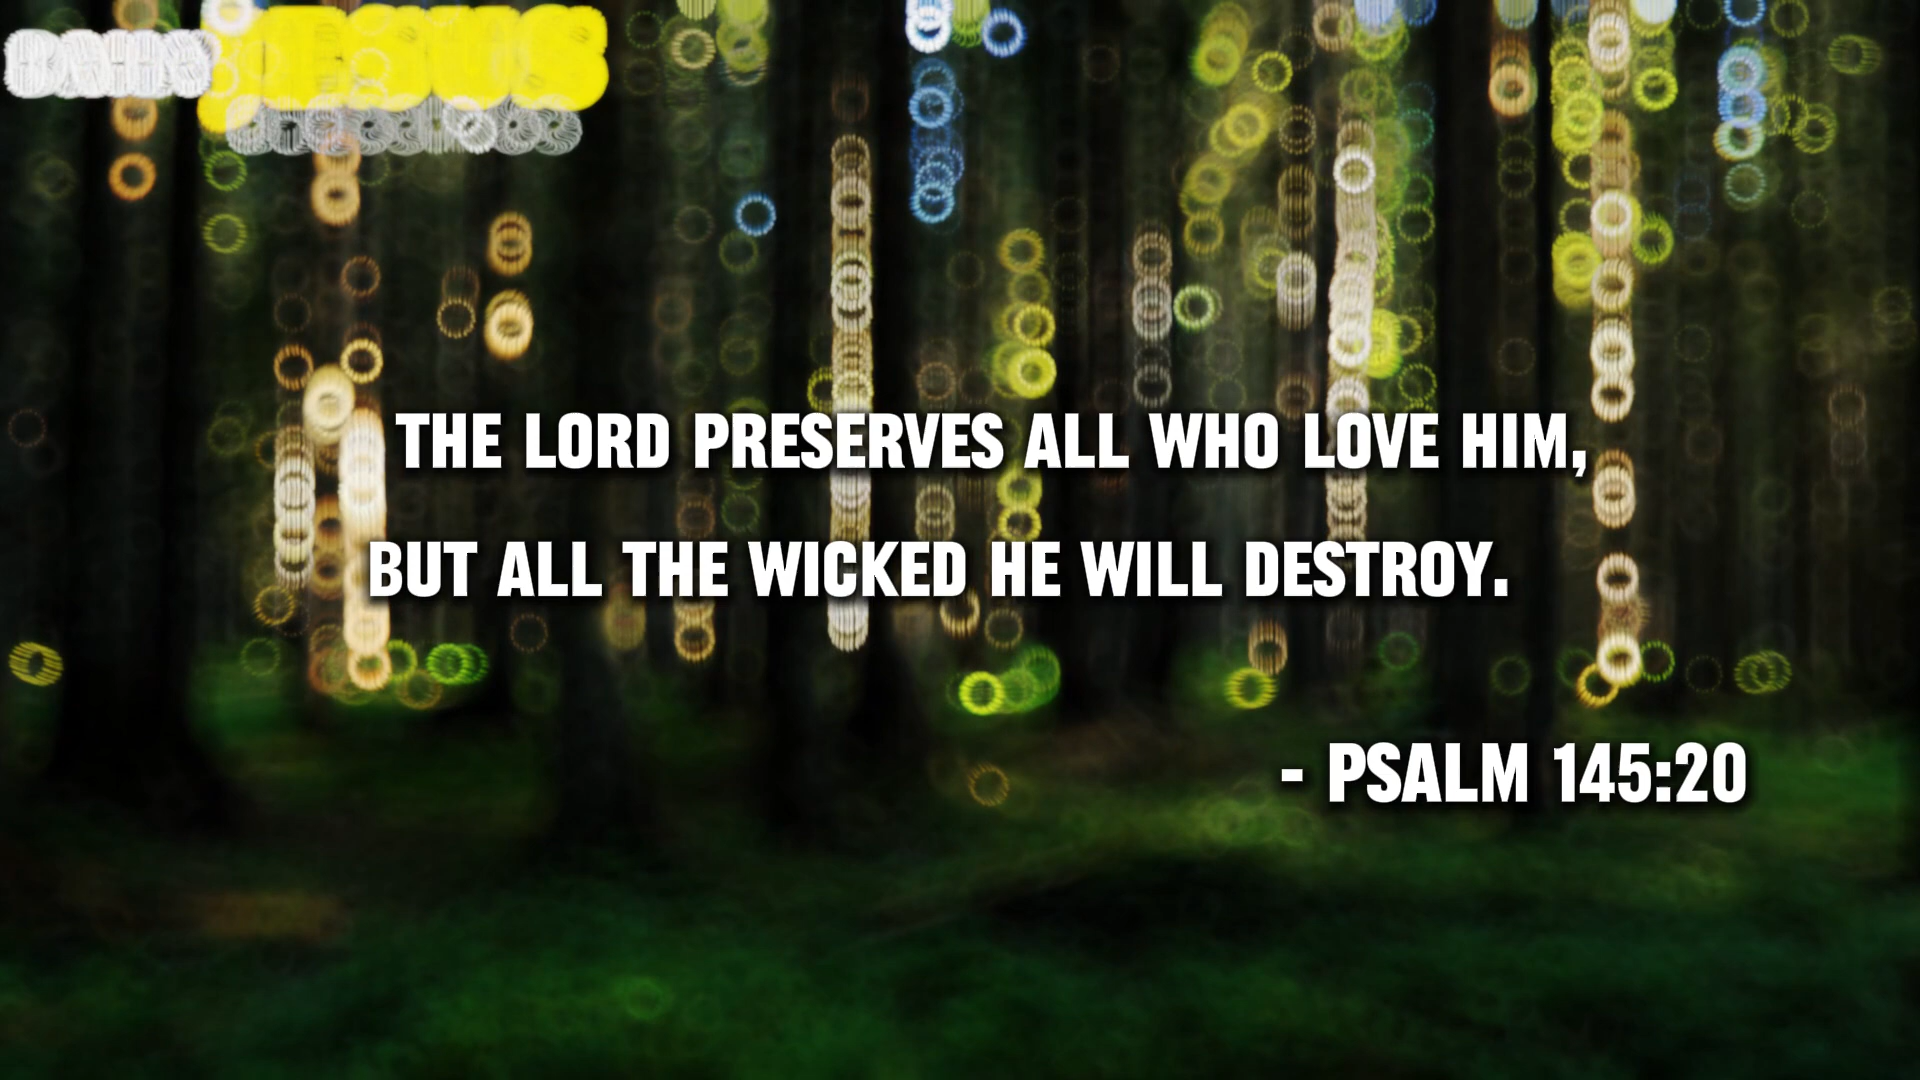 THE LORD PRESERVES ALL WHO LOVE HIM,
BUT ALL THE WICKED HE WILL DESTROY.
- PSALM 145:20